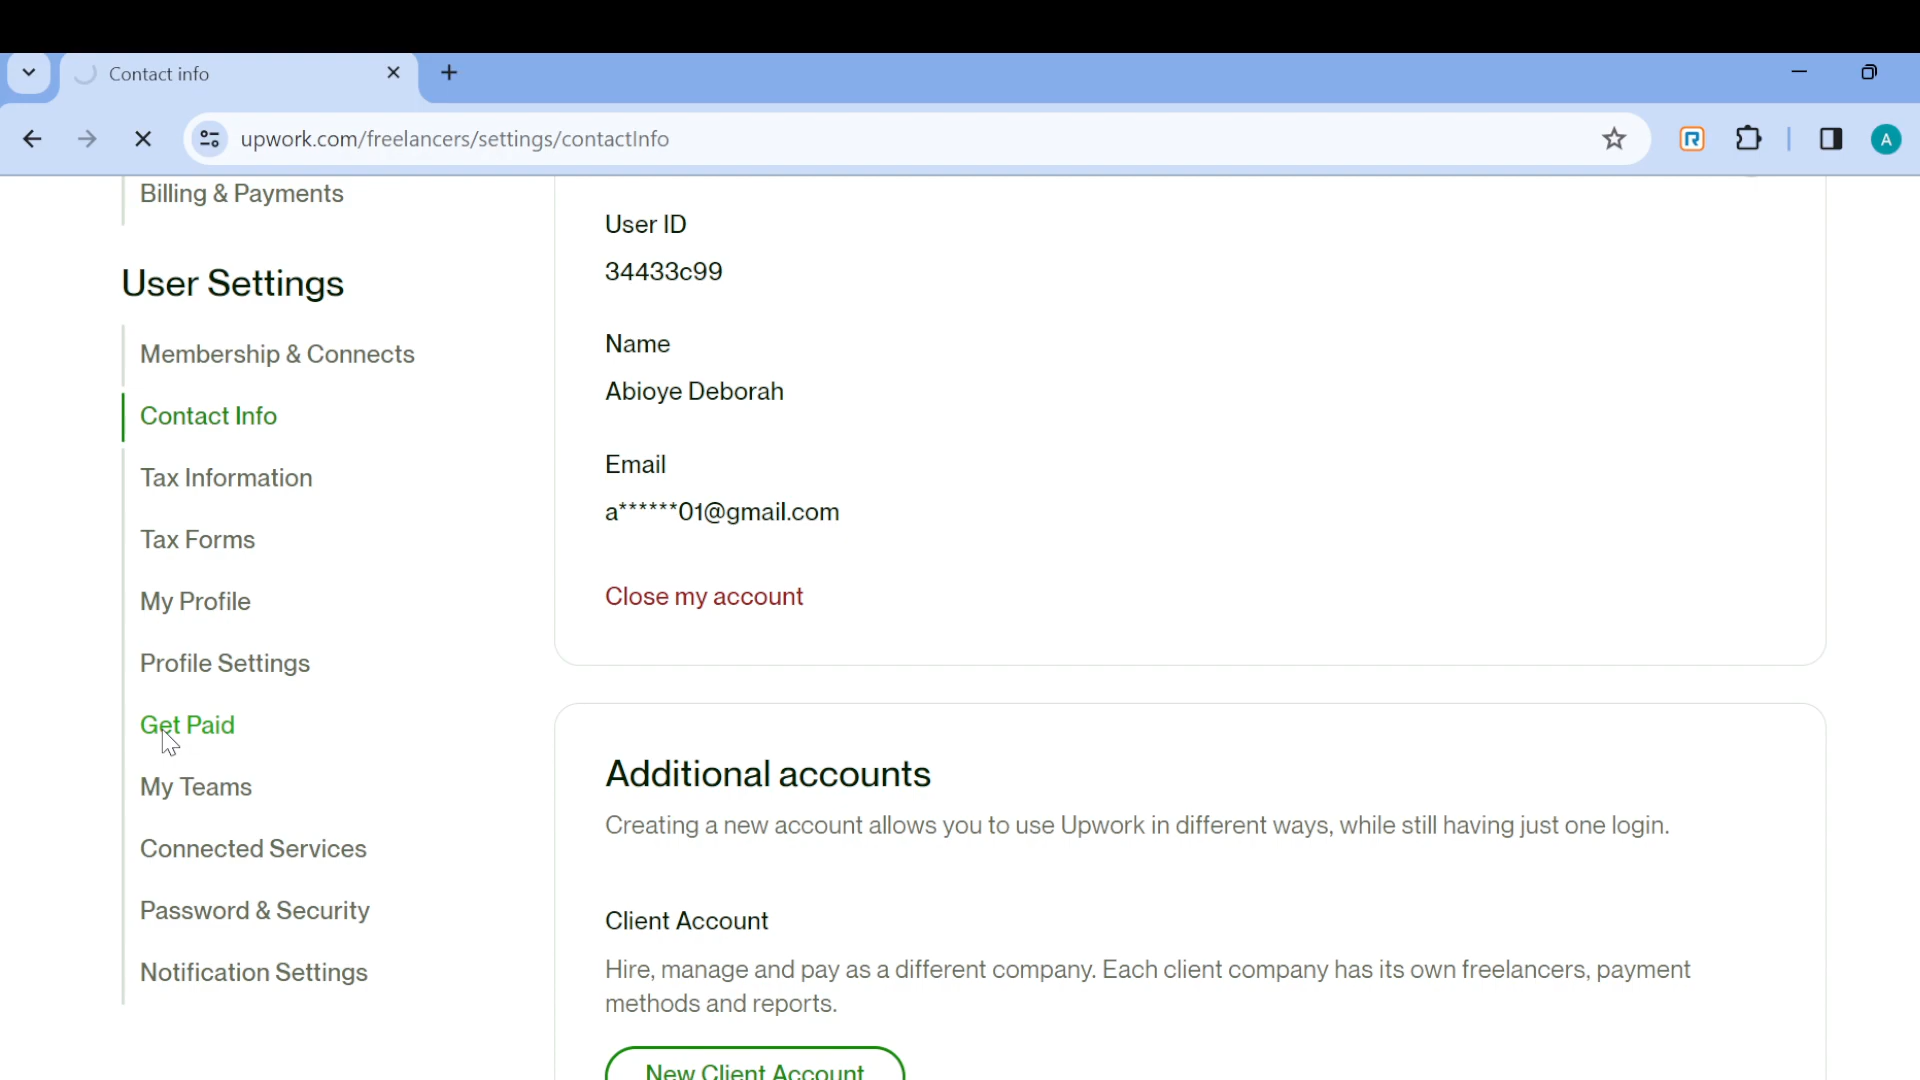 Contact info
upwork.com/freelancers/settings/contactInfo
A
Billing & Payments
User Settings
Membership & Connects
Contact Info
Tax Information
Tax Forms
My Profile
Profile Settings
Get Paid
My Teams
Connected Services
Password & Security
Notification Settings
User ID
34433c99
Name
Abioye Deborah
Email
a******01@gmail.com
Close my account
Additional accounts
Creating a new account allows you to use Upwork in different ways, while still having just one login.
Client Account
Hire, manage and pay as a different company. Each client company has its own freelancers, payment
methods and reports.
New Client Account